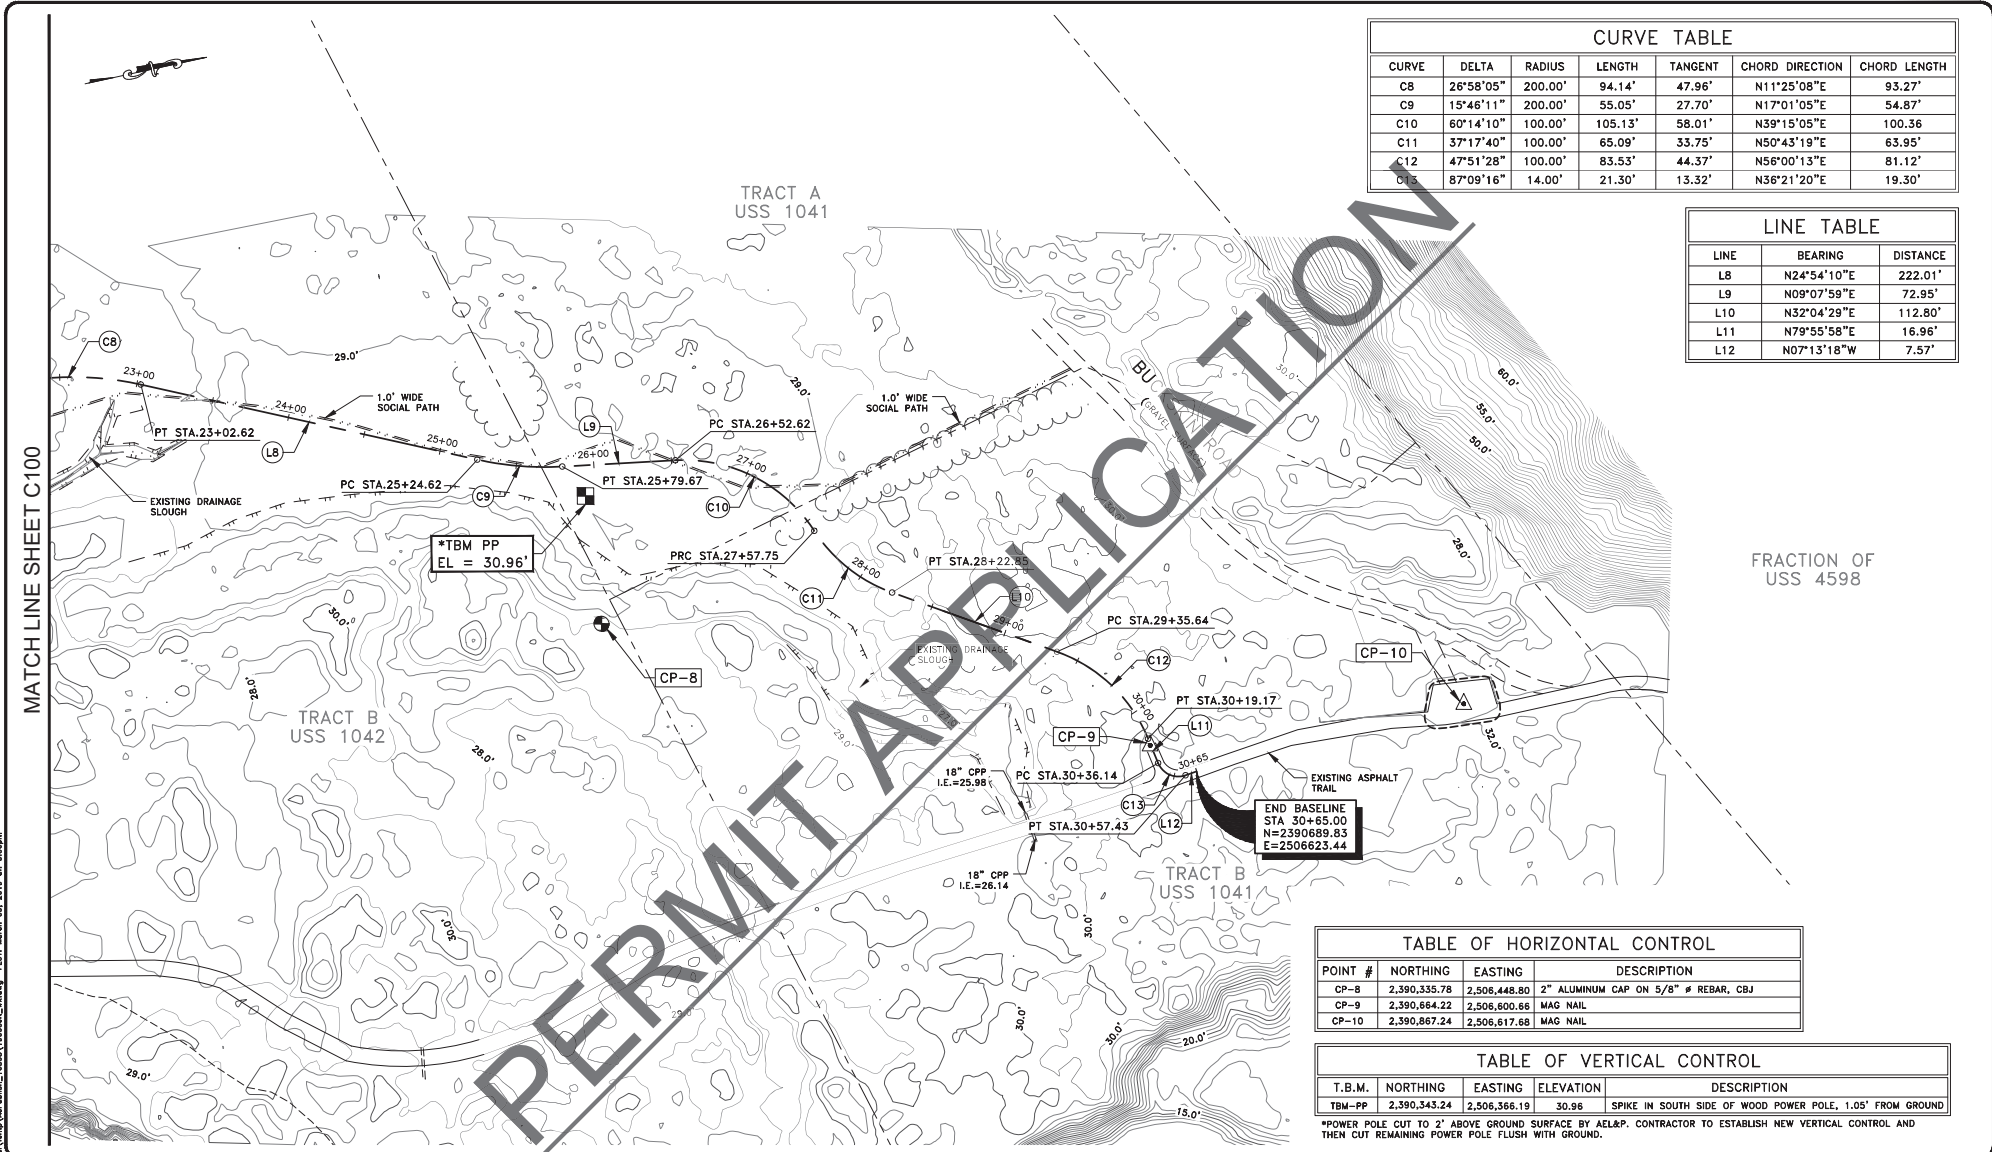 CURVE TABLE
CURVE DELTA RADIUS LENGTH TANGENT CHORD DIRECTION CHORD LENGTH
C8 26°58'05" 200.00' 94.14' 47.96' N11°25'08"E 93.27'
C9 15°46'11" 200.00' 55.05' 27.70' N17°01'05"E 54.87'
C10 60°14'10" 100.00' 105.13' 58.01' N39°15'05"E 100.36
C11 37°17'40" 100.00' 65.09' 33.75' N50°43'19"E 63.95'
C12 47°51'28" 100.00' 83.53' 44.37' N56°00'13"E 81.12'
C13 87°09'16" 14.00' 21.30' 13.32' N36°21'20"E 19.30'
LINE TABLE
LINE BEARING DISTANCE
L8 N24°54'10"E 222.01'
L9 N09°07'59"E 72.95'
L10 N32°04'29"E 112.80'
L11 N79°55'58"E 16.96'
L12 N07°13'18"W 7.57'
MATCH LINE SHEET C100
TRACT A
USS 1041
C8
23+00
29.0'
24+00
1.0' WIDE
SOCIAL PATH
PT STA.23+02.62
L8
25+00
PC STA.25+24.62
C9
EXISTING DRAINAGE
SLOUGH
L9
26+00
PC STA.26+52.62
27+00
PT STA.25+79.67
C10
29.0'
1.0' WIDE
SOCIAL PATH
(GRAVEL SURFACE)
30.0'
30.0'
60.0'
55.0'
50.0'
28.0'
*TBM PP
EL = 30.96'
PRC STA.27+57.75
28+00
C11
PT STA.28+22.85
L10
29+00
PC STA.29+35.64
EXISTING DRAINAGE
SLOUGH
C12
CP-8
30.0'
28.0'
TRACT B
USS 1042
28.0'
27.0'
29.0'
FRACTION OF
USS 4598
CP-10
30+00
PT STA.30+19.17
L11
CP-9
30+65
PC STA.30+36.14
18" CPP
I.E.=25.98
C13
PT STA.30+57.43
L12
32.0'
EXISTING ASPHALT
TRAIL
END BASELINE
STA 30+65.00
N=2390689.83
E=2506623.44
18" CPP
I.E.=26.14
TRACT B
USS 1041
30.0'
30.0'
29.0'
30.0'
30.0'
20.0'
15.0'
29.0'
PERMIT APPLICATION
TABLE OF HORIZONTAL CONTROL
POINT # NORTHING EASTING DESCRIPTION
CP-8 2,390,335.78 2,506,448.80 2" ALUMINUM CAP ON 5/8" ø REBAR, CBJ
CP-9 2,390,664.22 2,506,600.66 MAG NAIL
CP-10 2,390,867.24 2,506,617.68 MAG NAIL
TABLE OF VERTICAL CONTROL
T.B.M. NORTHING EASTING ELEVATION DESCRIPTION
TBM-PP 2,390,343.24 2,506,366.19 30.96 SPIKE IN SOUTH SIDE OF WOOD POWER POLE, 1.05' FROM GROUND
*POWER POLE CUT TO 2' ABOVE GROUND SURFACE BY AEL&P. CONTRACTOR TO ESTABLISH NEW VERTICAL CONTROL AND
THEN CUT REMAINING POWER POLE FLUSH WITH GROUND.